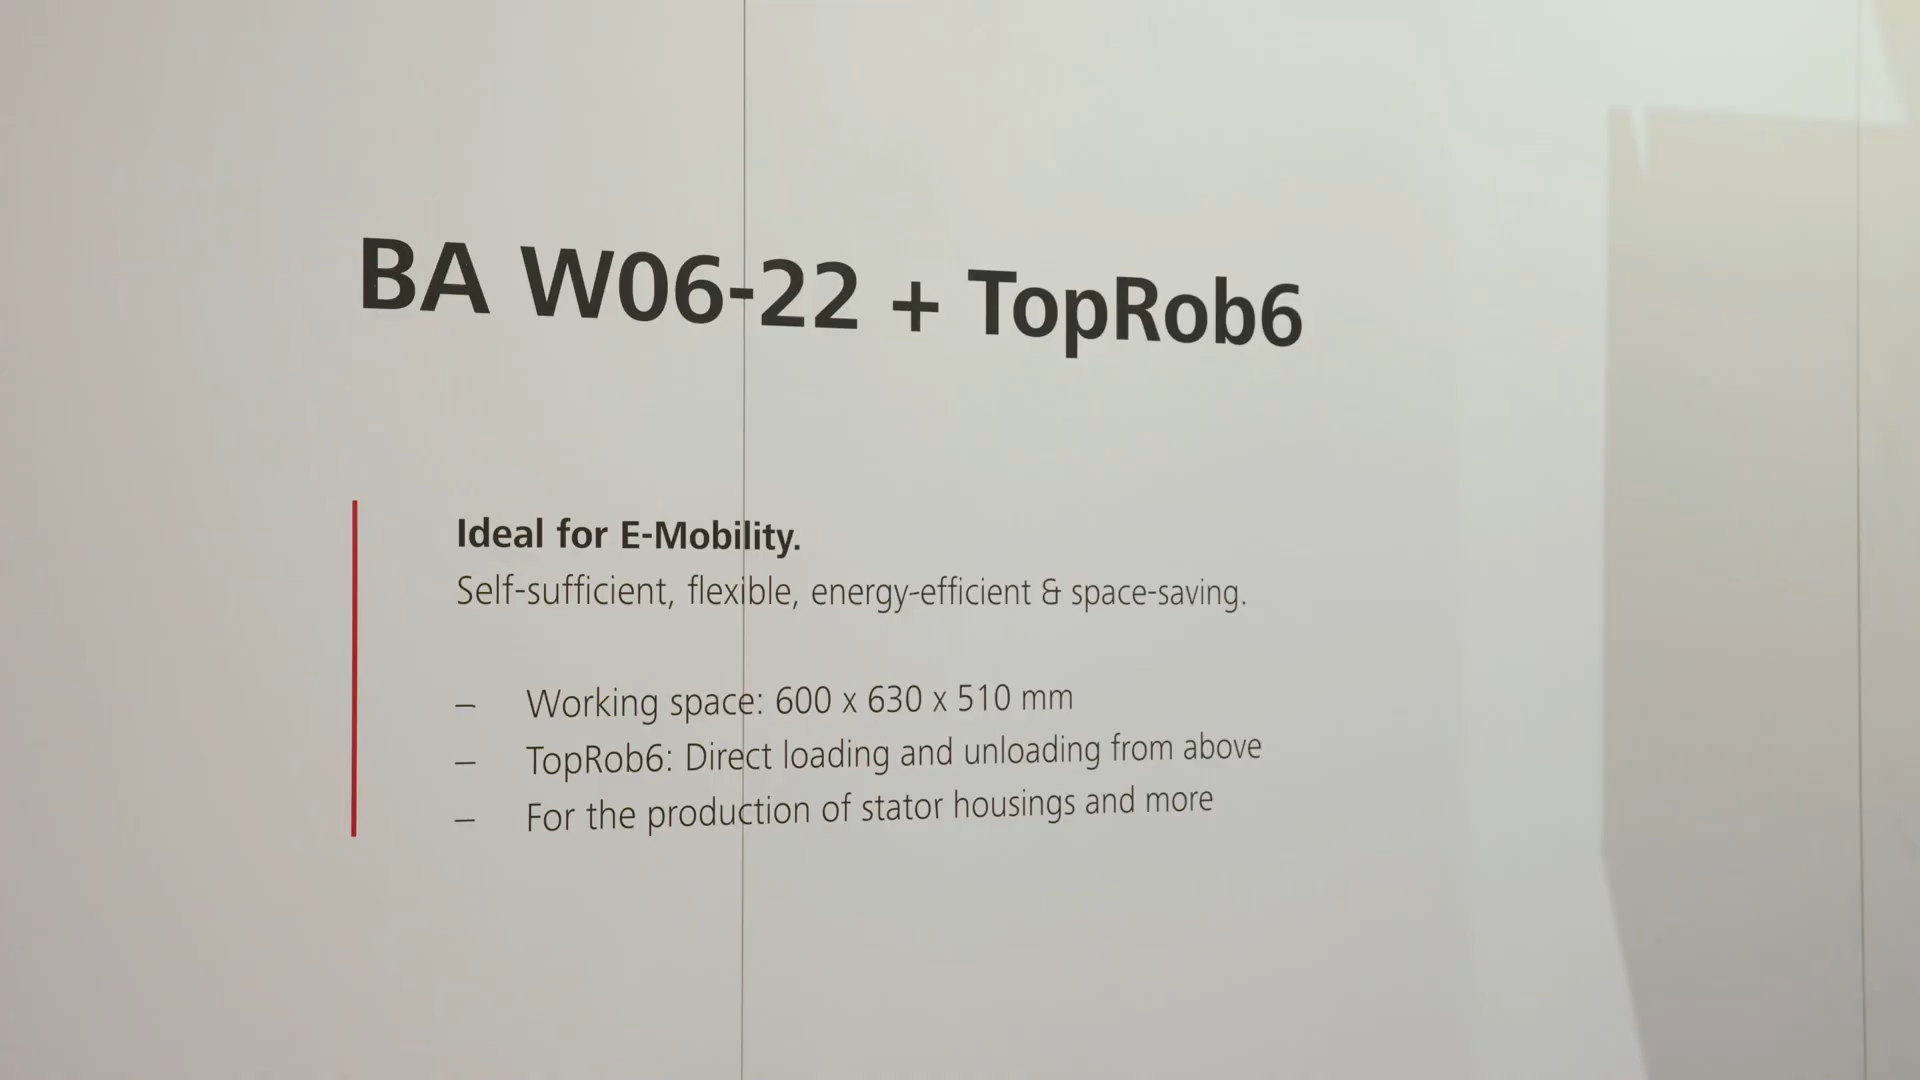 BA W06-22 + TopRob6
Ideal for E-Mobility.
Self-sufficient, flexible, energy-efficient & space-saving.
– Working space: 600 x 630 x 510 mm
– TopRob6: Direct loading and unloading from above
– For the production of stator housings and more